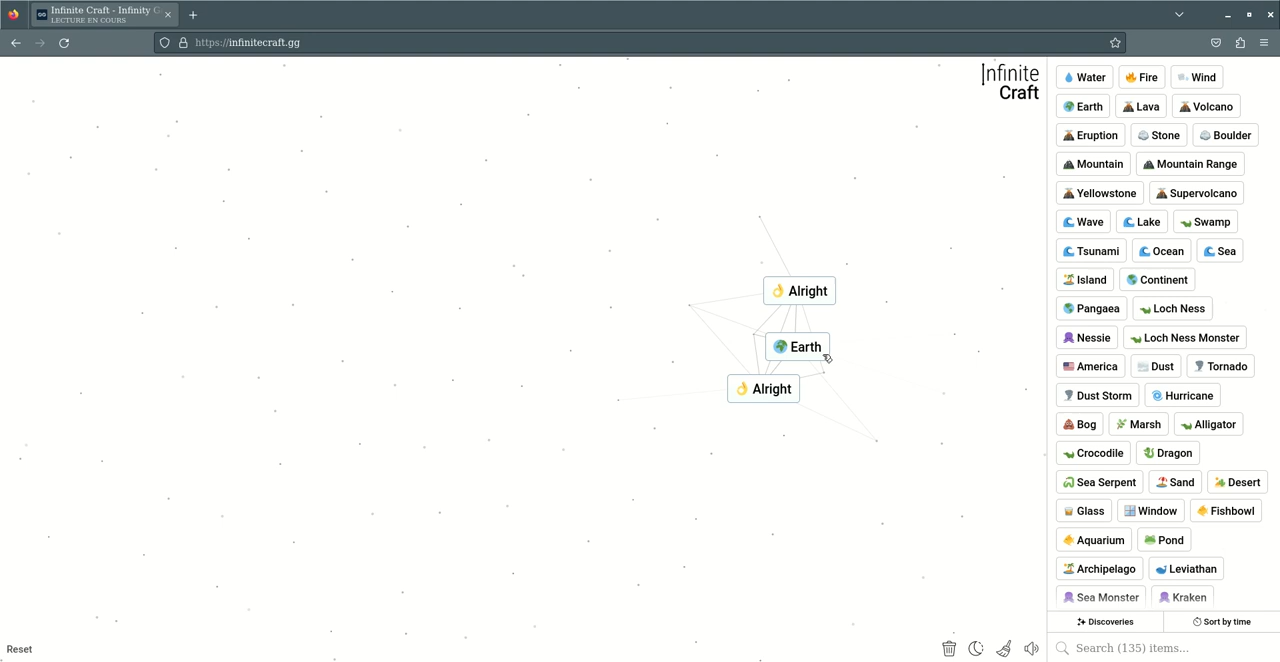 Infinite Craft - Infinity C
LECTURE EN COURS
https://infinitecraft.gg
Infinite
Craft
Alright
Earth
Alright
Water
Fire
Wind
Earth
Lava
Volcano
Eruption
Stone
Boulder
Mountain
Mountain Range
Yellowstone
Supervolcano
Wave
Lake
Swamp
Tsunami
Ocean
Sea
Island
Continent
Pangaea
Loch Ness
Nessie
Loch Ness Monster
America
Dust
Tornado
Dust Storm
Hurricane
Bog
Marsh
Alligator
Crocodile
Dragon
Sea Serpent
Sand
Desert
Glass
Window
Fishbowl
Aquarium
Pond
Archipelago
Leviathan
Sea Monster
Kraken
Discoveries
Sort by time
Search (135) items...
Reset